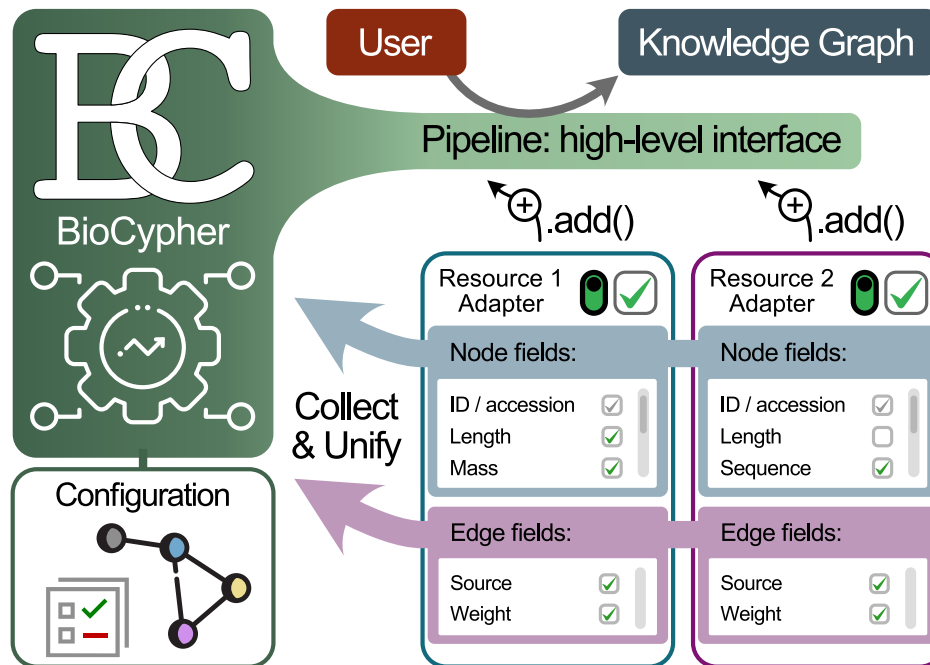 BC
BioCypher
User
Knowledge Graph
Pipeline: high-level interface
.add()
.add()
Collect
& Unify
Configuration
Resource 1
Adapter
Node fields:
ID / accession
Length
Mass
Edge fields:
Source
Weight
Resource 2
Adapter
Node fields:
ID / accession
Length
Sequence
Edge fields:
Source
Weight